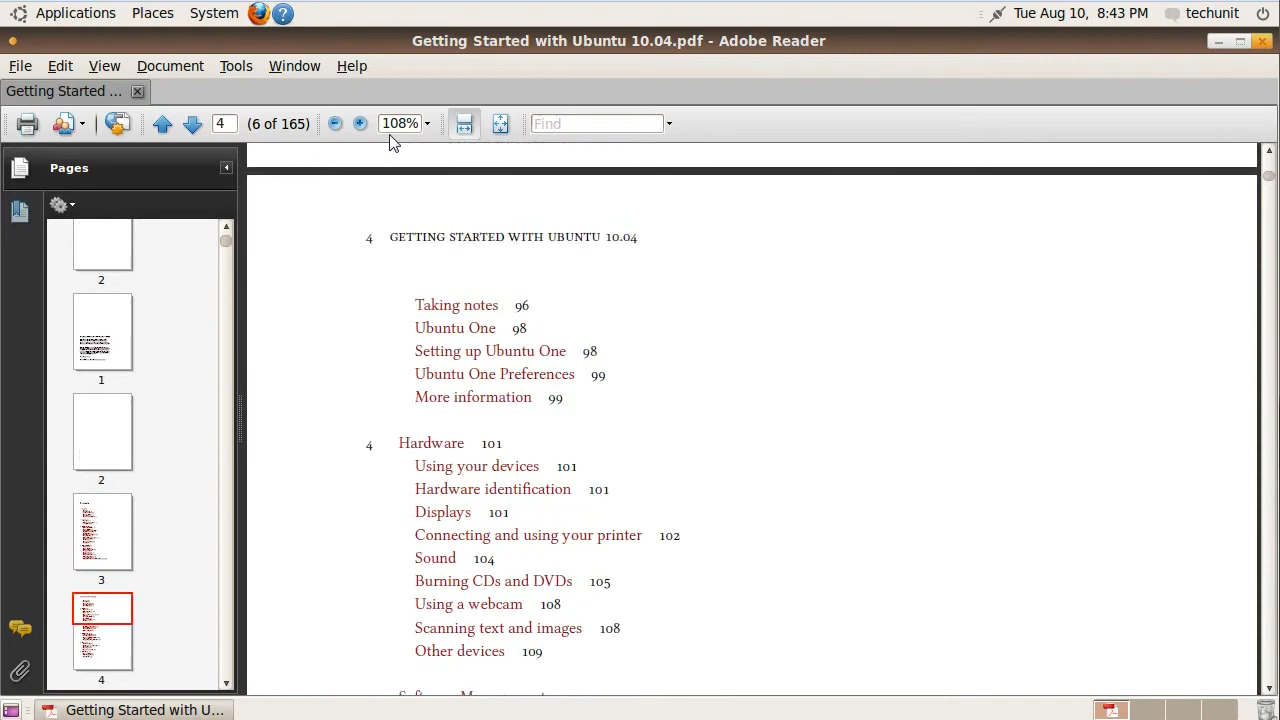 Applications Places System Tue Aug 10, 8:43 PM techunit
Getting Started with Ubuntu 10.04.pdf - Adobe Reader
File Edit View Document Tools Window Help
Getting Started ...
4 (6 of 165) 108% Find
Pages
2
1
2
3
4
4 GETTING STARTED WITH UBUNTU 10.04
Taking notes 96
Ubuntu One 98
Setting up Ubuntu One 98
Ubuntu One Preferences 99
More information 99
4 Hardware 101
Using your devices 101
Hardware identification 101
Displays 101
Connecting and using your printer 102
Sound 104
Burning CDs and DVDs 105
Using a webcam 108
Scanning text and images 108
Other devices 109
Getting Started with U...